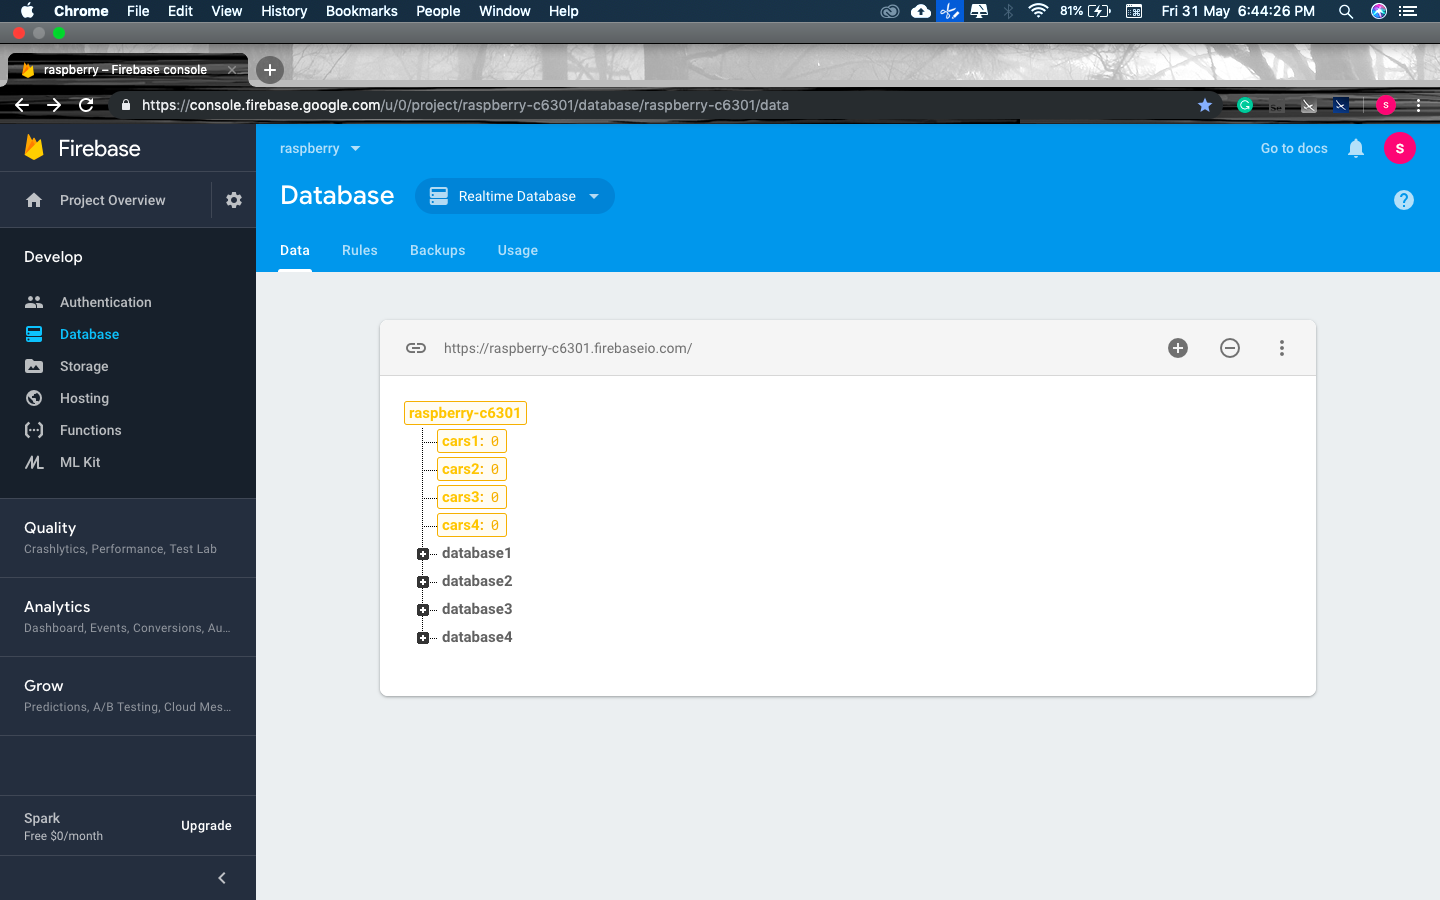 Chrome File Edit View History Bookmarks People Window Help 81% Fri 31 May 6:44:26 PM
raspberry – Firebase console
https://console.firebase.google.com/u/0/project/raspberry-c6301/database/raspberry-c6301/data
Firebase
Project Overview
Develop
Authentication
Database
Storage
Hosting
Functions
ML Kit
Quality
Crashlytics, Performance, Test Lab
Analytics
Dashboard, Events, Conversions, Au...
Grow
Predictions, A/B Testing, Cloud Mes...
Spark
Free $0/month
Upgrade
raspberry
Go to docs
S
Database
Realtime Database
Data Rules Backups Usage
https://raspberry-c6301.firebaseio.com/
raspberry-c6301
cars1: 0
cars2: 0
cars3: 0
cars4: 0
database1
database2
database3
database4